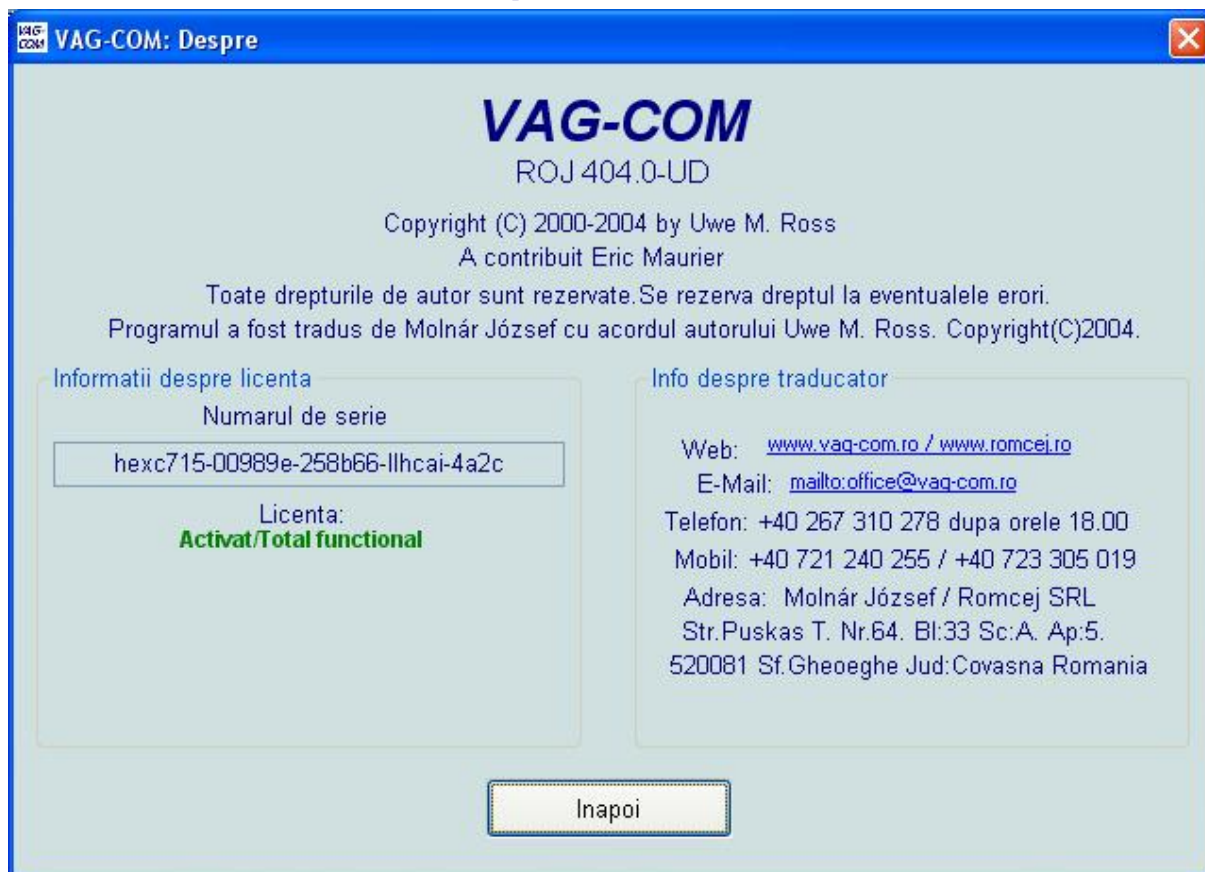 VAG-COM
VAG-COM: Despre
VAG-COM
ROJ 404.0-UD
Copyright (C) 2000-2004 by Uwe M. Ross
A contribuit Eric Maurier
Toate drepturile de autor sunt rezervate.Se rezerva dreptul la eventualele erori.
Programul a fost tradus de Molnár József cu acordul autorului Uwe M. Ross. Copyright(C)2004.
Informatii despre licenta
Numarul de serie
hexc715-00989e-258b66-llhcai-4a2c
Licenta:
Activat/Total functional
Info despre traducator
Web: www.vag-com.ro / www.romcej.ro
E-Mail: mailto:office@vag-com.ro
Telefon: +40 267 310 278 dupa orele 18.00
Mobil: +40 721 240 255 / +40 723 305 019
Adresa: Molnár József / Romcej SRL
Str.Puskas T. Nr.64. Bl:33 Sc:A. Ap:5.
520081 Sf.Gheoeghe Jud:Covasna Romania
Inapoi